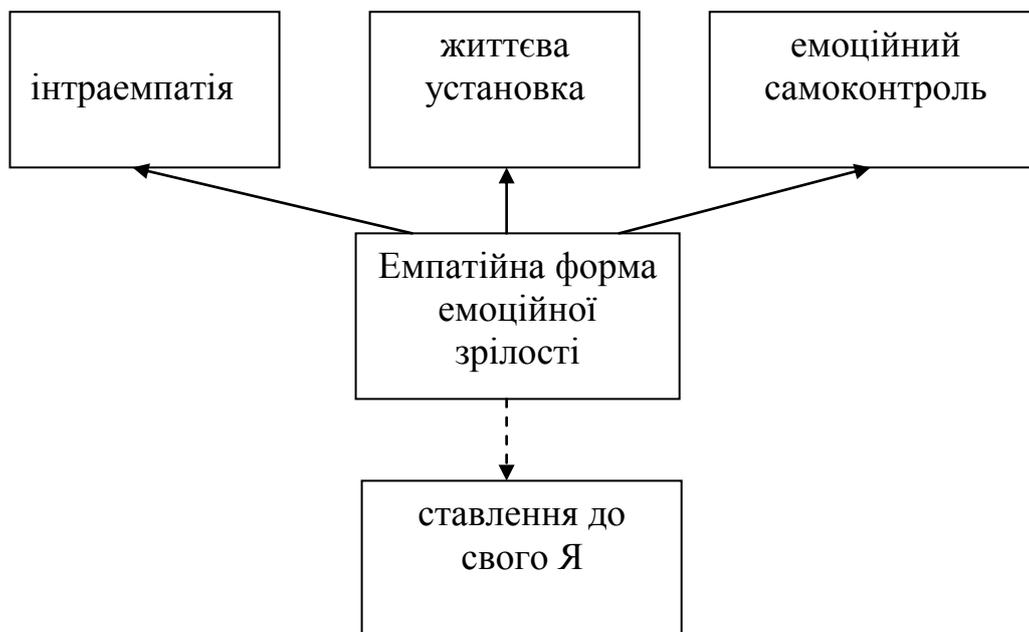 інтраемпатія
життєва
установка
емоційний
самоконтроль
Емпатійна форма
емоційної
зрілості
ставлення до
свого Я